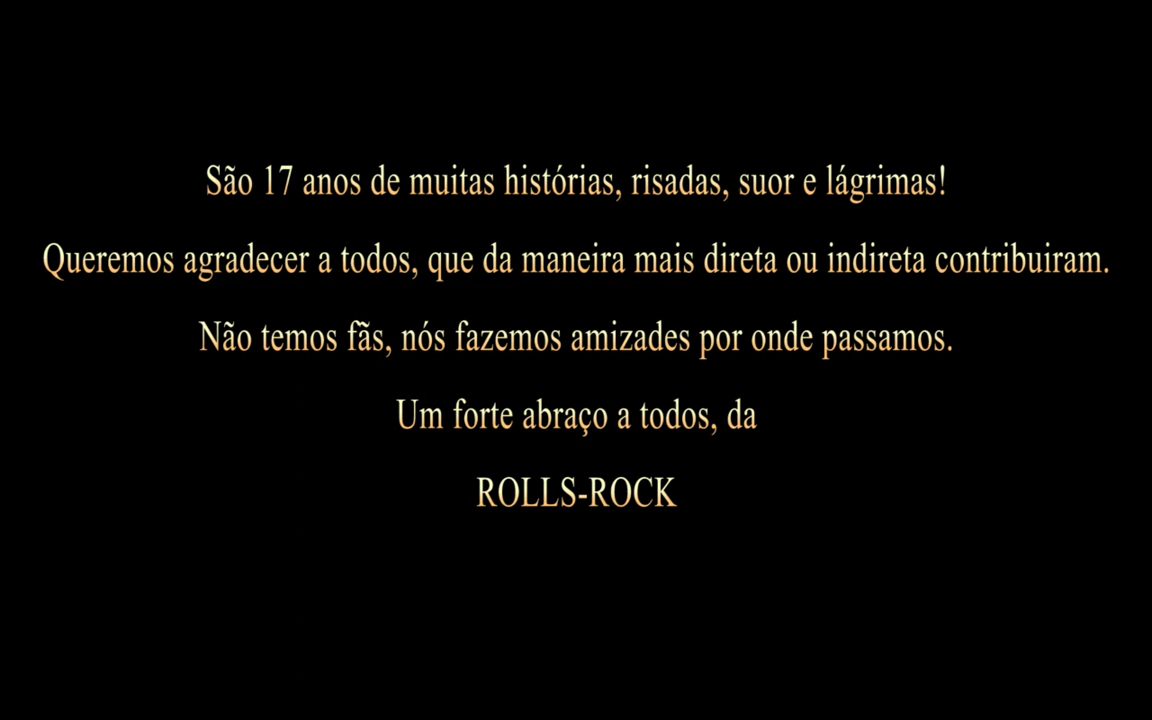 São 17 anos de muitas histórias, risadas, suor e lágrimas!
Queremos agradecer a todos, que da maneira mais direta ou indireta contribuiram.
Não temos fãs, nós fazemos amizades por onde passamos.
Um forte abraço a todos, da
ROLLS-ROCK